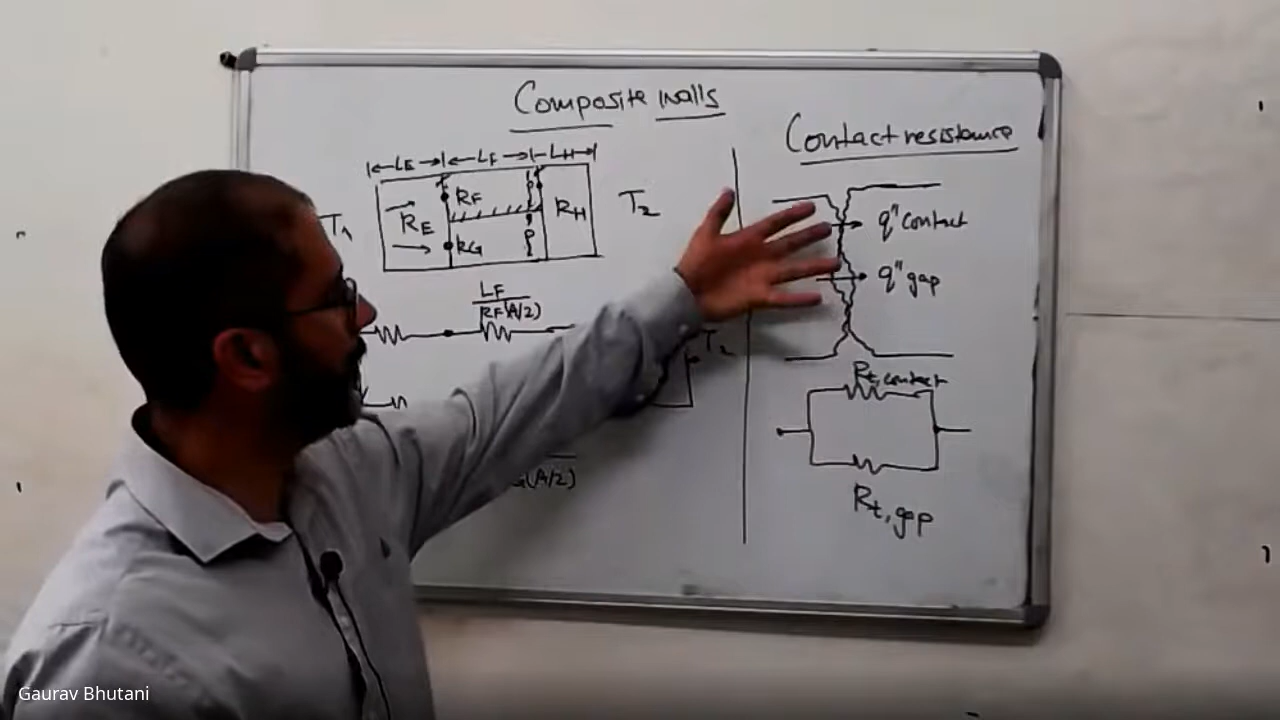 Composite walls
Contact resistance
LE LF LH
RE RF RH
RG
T1
T2
q" contact
q" gap
LF
RF(A/2)
T2
G(A/2)
Rt, contact
Rt, gap
Gaurav Bhutani